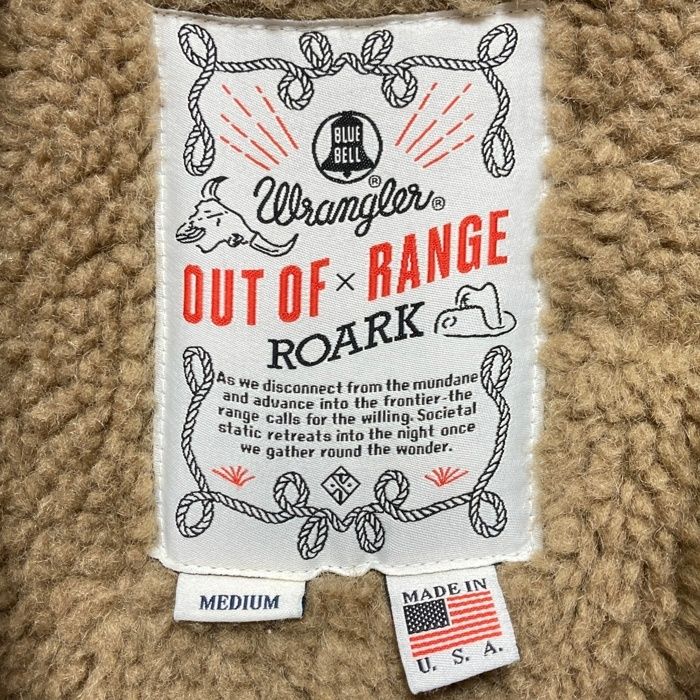 BLUE
BELL
®
Wrangler®
OUT OF × RANGE
ROARK
As we disconnect from the mundane
and advance into the frontier-the
range calls for the willing. Societal
static retreats into the night once
we gather round the wonder.
MEDIUM
MADE IN
U. S. A.